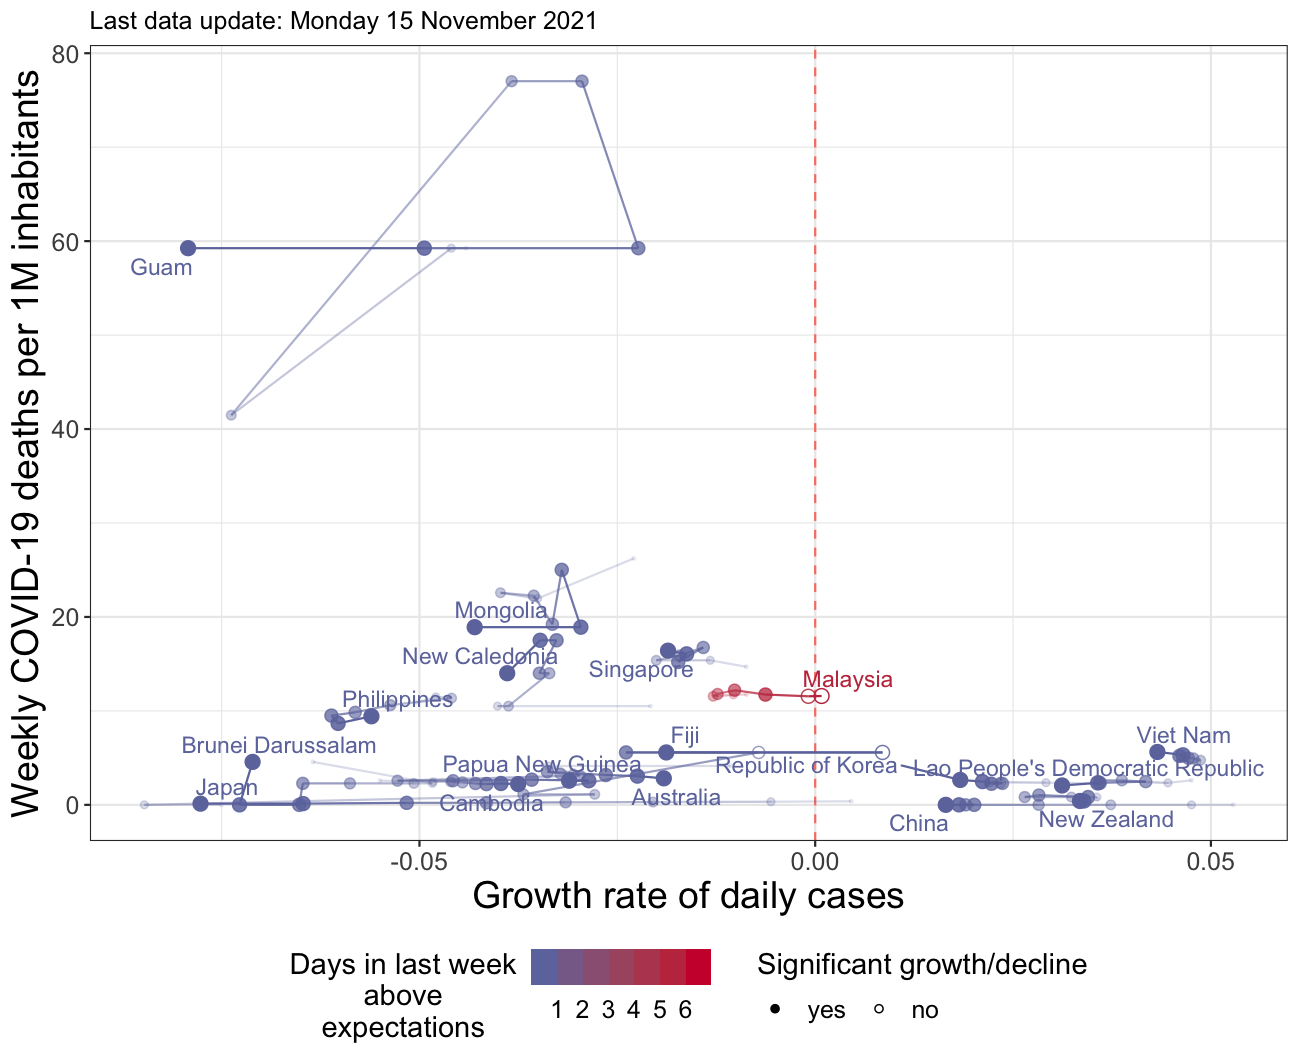 Last data update: Monday 15 November 2021
Weekly COVID-19 deaths per 1M inhabitants
80
60
40
20
0
Guam
Mongolia
New Caledonia
Singapore
Malaysia
Philippines
Brunei Darussalam
Fiji
Viet Nam
Papua New Guinea
Republic of Korea
Lao People's Democratic Republic
Japan
Cambodia
Australia
China
New Zealand
-0.05
0.00
0.05
Growth rate of daily cases
Days in last week
above
expectations
1 2 3 4 5 6
Significant growth/decline
yes no